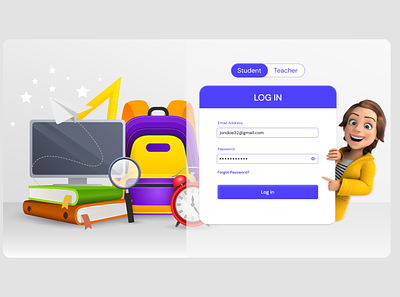 Student Teacher
LOG IN
Email Address
jondoe32@gmail.com
Password
•••••••••••
Forgot Password?
Log in